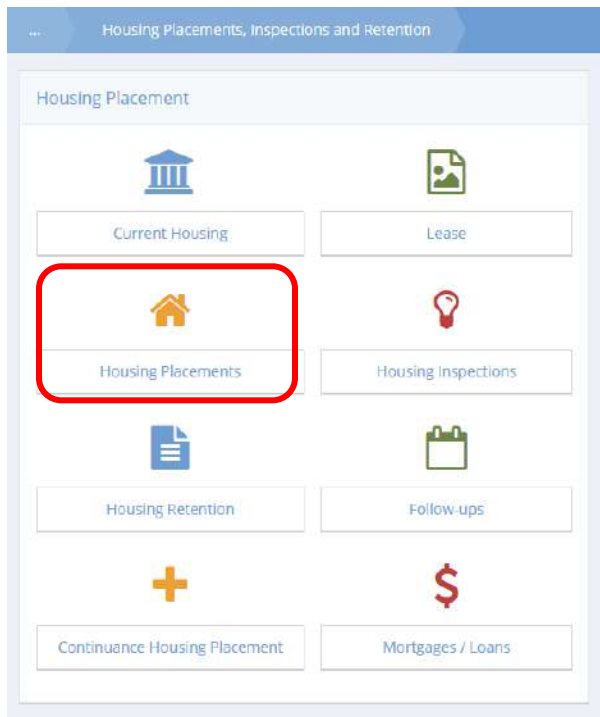 ... Housing Placements, Inspections and Retention
Housing Placement
Current Housing
Lease
Housing Placements
Housing Inspections
Housing Retention
Follow-ups
Continuance Housing Placement
Mortgages / Loans